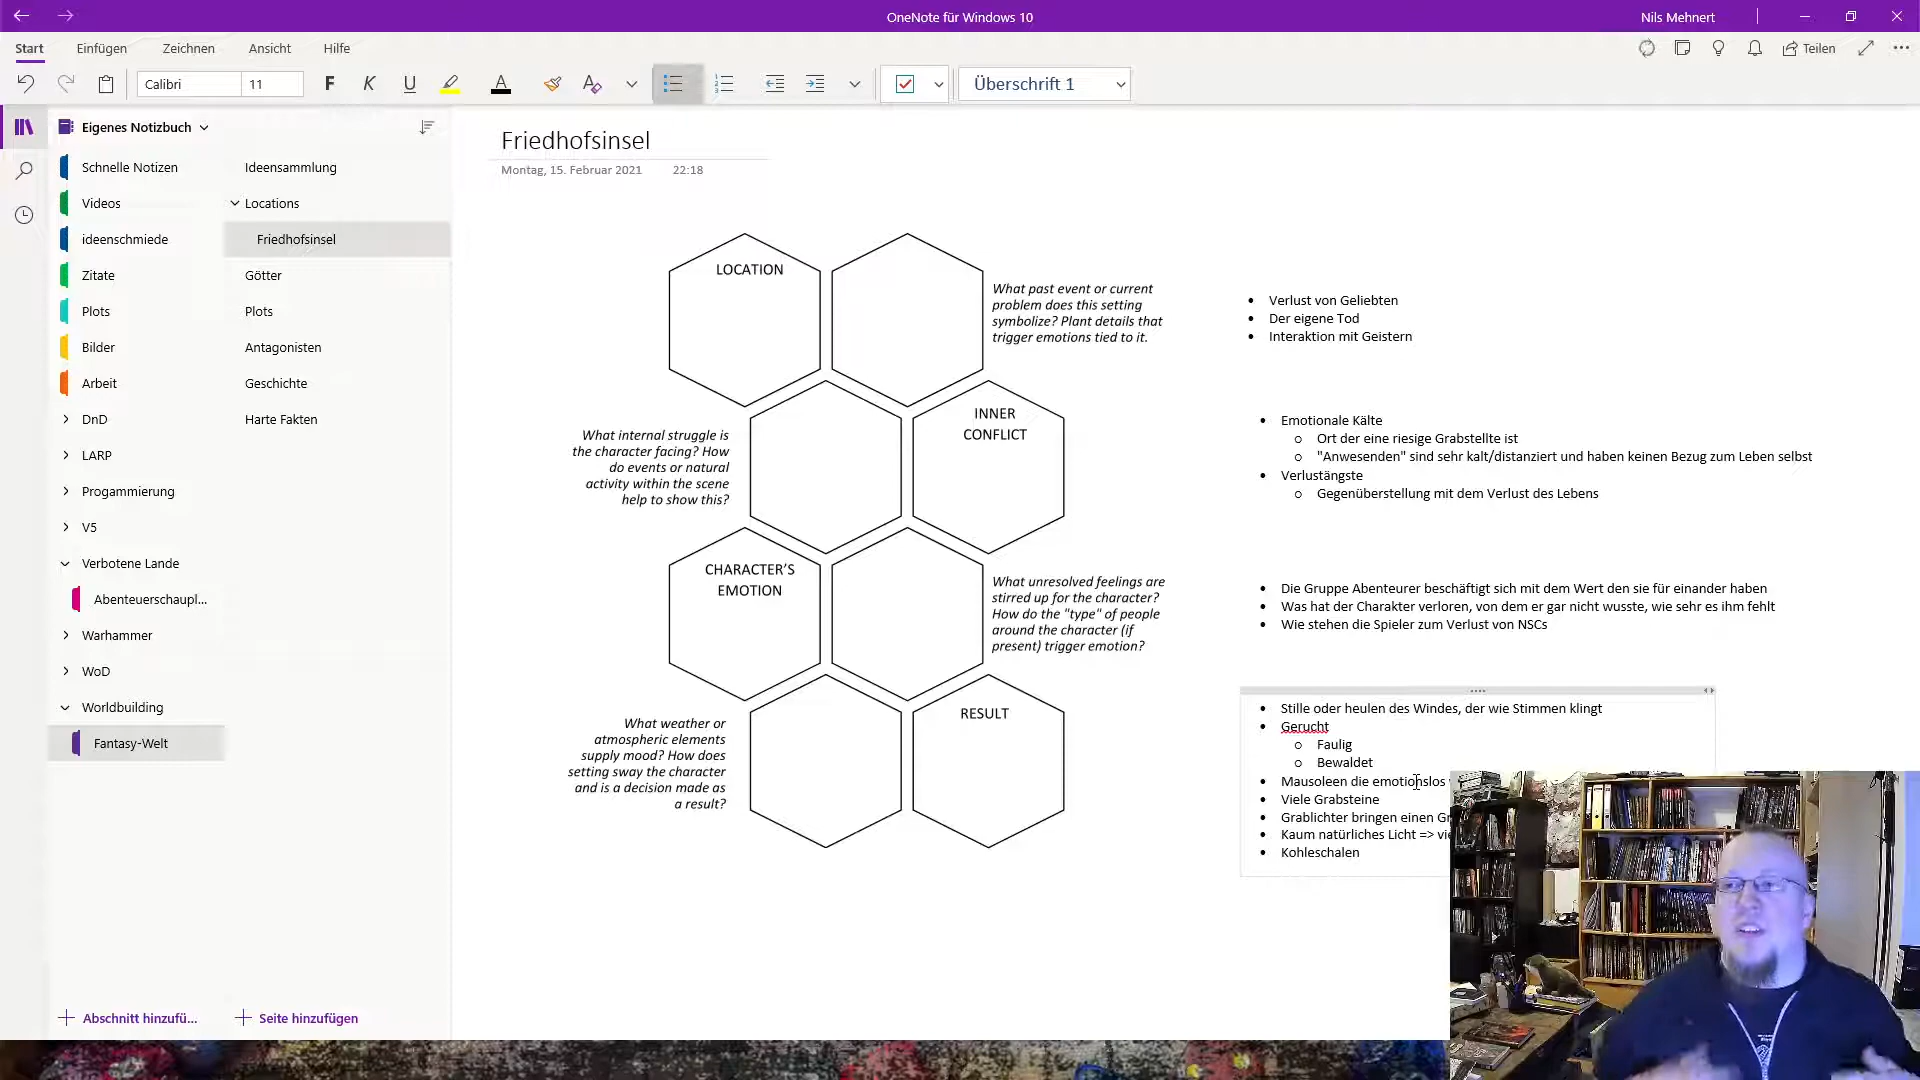 OneNote für Windows 10
Nils Mehnert
Start
Einfügen
Zeichnen
Ansicht
Hilfe
Teilen
Calibri
11
F
K
U
A
A
Überschrift 1
Eigenes Notizbuch
Schnelle Notizen
Videos
ideenschmiede
Zitate
Plots
Bilder
Arbeit
DnD
LARP
Progammierung
V5
Verbotene Lande
Abenteuerschaupl...
Warhammer
WoD
Worldbuilding
Fantasy-Welt
Abschnitt hinzufü...
Ideensammlung
Locations
Friedhofsinsel
Götter
Plots
Antagonisten
Geschichte
Harte Fakten
Seite hinzufügen
Friedhofsinsel
Montag, 15. Februar 2021
22:18
LOCATION
What past event or current
problem does this setting
symbolize? Plant details that
trigger emotions tied to it.
What internal struggle is
the character facing? How
do events or natural
activity within the scene
help to show this?
INNER
CONFLICT
CHARACTER'S
EMOTION
What unresolved feelings are
stirred up for the character?
How do the "type" of people
around the character (if
present) trigger emotion?
What weather or
atmospheric elements
supply mood? How does
setting sway the character
and is a decision made as
a result?
RESULT
Verlust von Geliebten
Der eigene Tod
Interaktion mit Geistern
Emotionale Kälte
Ort der eine riesige Grabstellte ist
"Anwesenden" sind sehr kalt/distanziert und haben keinen Bezug zum Leben selbst
Verlustängste
Gegenüberstellung mit dem Verlust des Lebens
Die Gruppe Abenteurer beschäftigt sich mit dem Wert den sie für einander haben
Was hat der Charakter verloren, von dem er gar nicht wusste, wie sehr es ihm fehlt
Wie stehen die Spieler zum Verlust von NSCs
Stille oder heulen des Windes, der wie Stimmen klingt
Gerucht
Faulig
Bewaldet
Mausoleen die emotionslos
Viele Grabsteine
Grablichter bringen einen
Kaum natürliches Licht =>
Kohleschalen